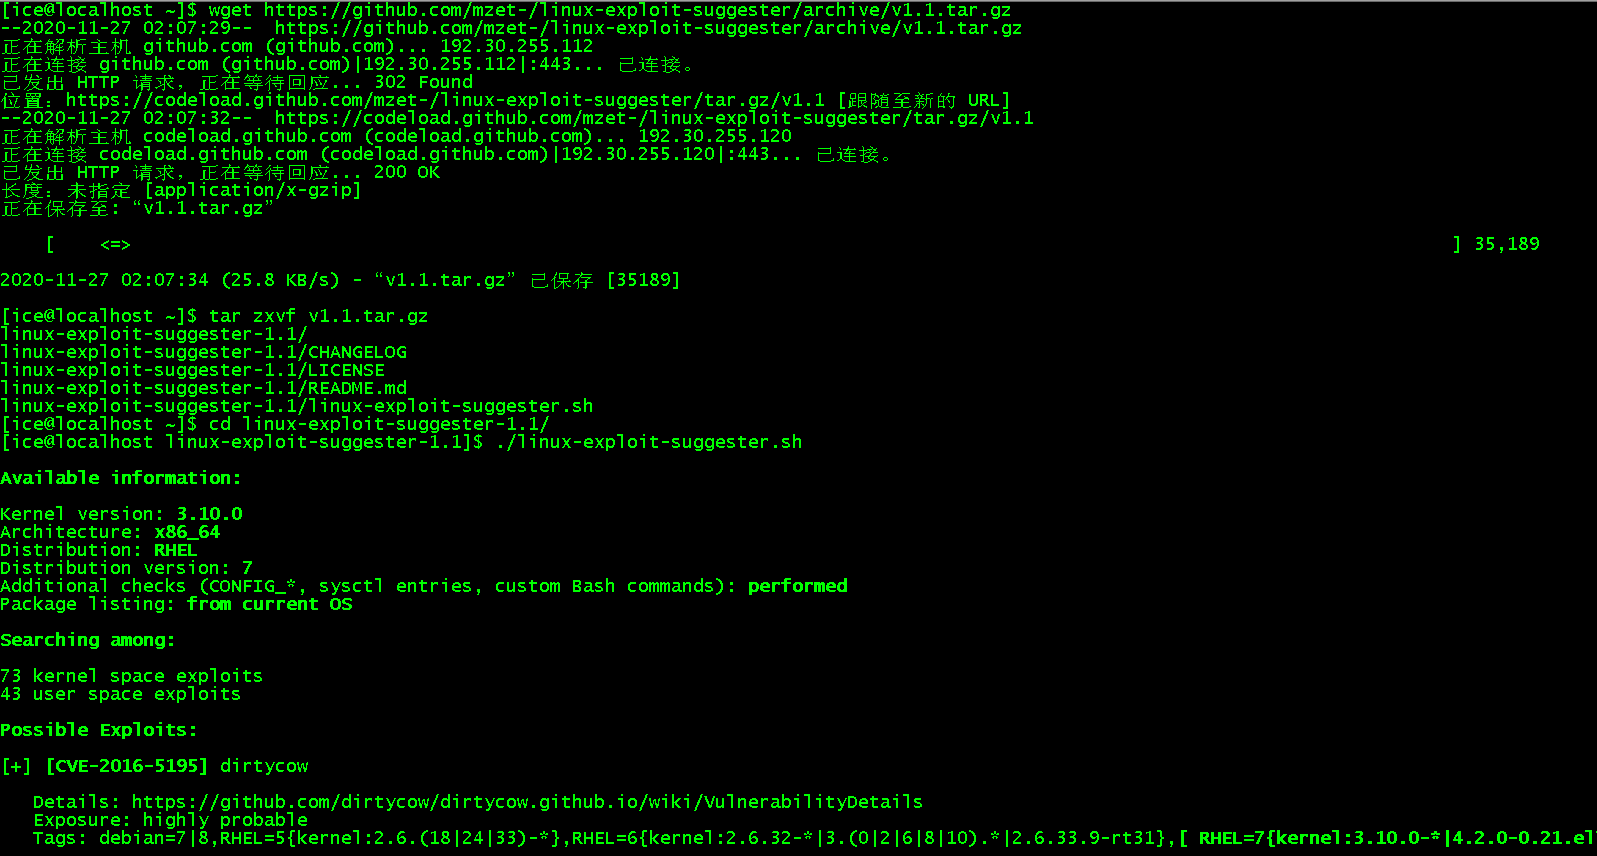 [ice@localhost ~]$ wget https://github.com/mzet-/linux-exploit-suggester/archive/v1.1.tar.gz
--2020-11-27 02:07:29--  https://github.com/mzet-/linux-exploit-suggester/archive/v1.1.tar.gz
正在解析主机 github.com (github.com)... 192.30.255.112
正在连接 github.com (github.com)|192.30.255.112|:443... 已连接。
已发出 HTTP 请求，正在等待回应... 302 Found
位置：https://codeload.github.com/mzet-/linux-exploit-suggester/tar.gz/v1.1 [跟随至新的 URL]
--2020-11-27 02:07:32--  https://codeload.github.com/mzet-/linux-exploit-suggester/tar.gz/v1.1
正在解析主机 codeload.github.com (codeload.github.com)... 192.30.255.120
正在连接 codeload.github.com (codeload.github.com)|192.30.255.120|:443... 已连接。
已发出 HTTP 请求，正在等待回应... 200 OK
长度：未指定 [application/x-gzip]
正在保存至: “v1.1.tar.gz”
[    <=>                                                                                                                         ] 35,189
2020-11-27 02:07:34 (25.8 KB/s) - “v1.1.tar.gz” 已保存 [35189]
[ice@localhost ~]$ tar zxvf v1.1.tar.gz
linux-exploit-suggester-1.1/
linux-exploit-suggester-1.1/CHANGELOG
linux-exploit-suggester-1.1/LICENSE
linux-exploit-suggester-1.1/README.md
linux-exploit-suggester-1.1/linux-exploit-suggester.sh
[ice@localhost ~]$ cd linux-exploit-suggester-1.1/
[ice@localhost linux-exploit-suggester-1.1]$ ./linux-exploit-suggester.sh
Available information:
Kernel version: 3.10.0
Architecture: x86_64
Distribution: RHEL
Distribution version: 7
Additional checks (CONFIG_*, sysctl entries, custom Bash commands): performed
Package listing: from current OS
Searching among:
73 kernel space exploits
43 user space exploits
Possible Exploits:
[+] [CVE-2016-5195] dirtycow
Details: https://github.com/dirtycow/dirtycow.github.io/wiki/VulnerabilityDetails
Exposure: highly probable
Tags: debian=7|8,RHEL=5{kernel:2.6.(18|24|33)-*},RHEL=6{kernel:2.6.32-*|3.(0|2|6|8|10).*|2.6.33.9-rt31},[ RHEL=7{kernel:3.10.0-*|4.2.0-0.21.el